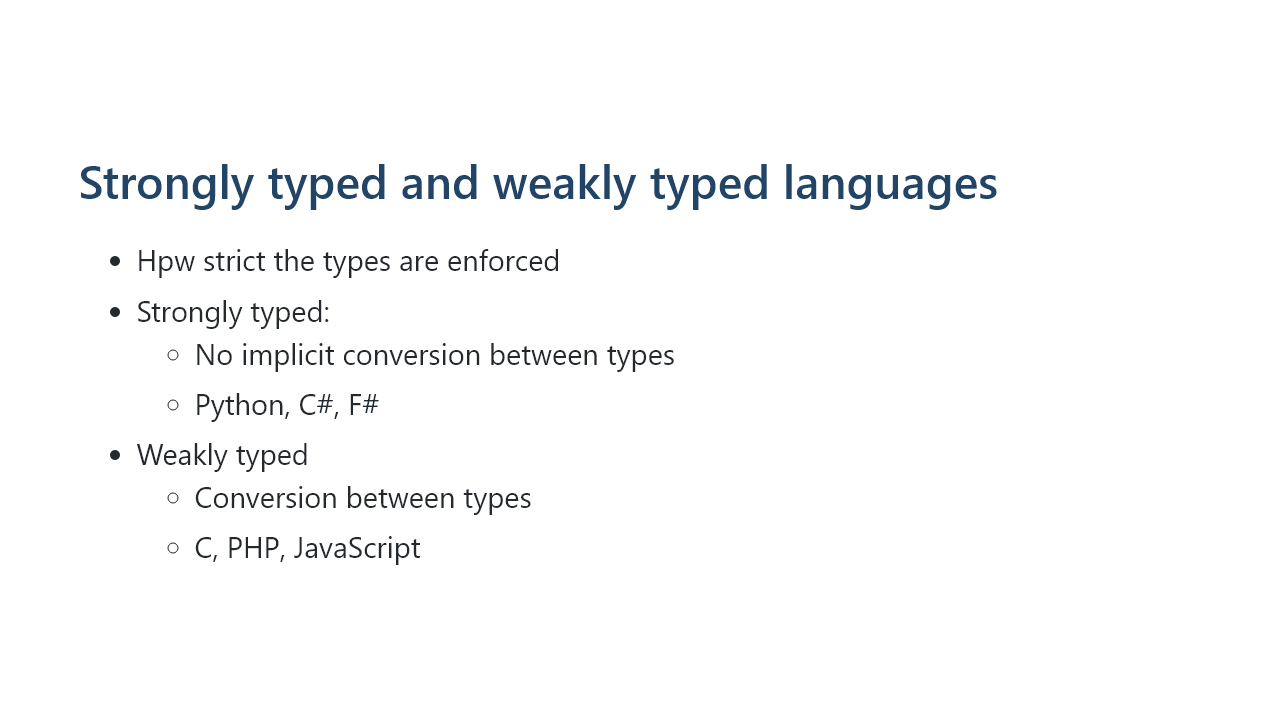 Strongly typed and weakly typed languages
Hpw strict the types are enforced
Strongly typed:
No implicit conversion between types
Python, C#, F#
Weakly typed
Conversion between types
C, PHP, JavaScript